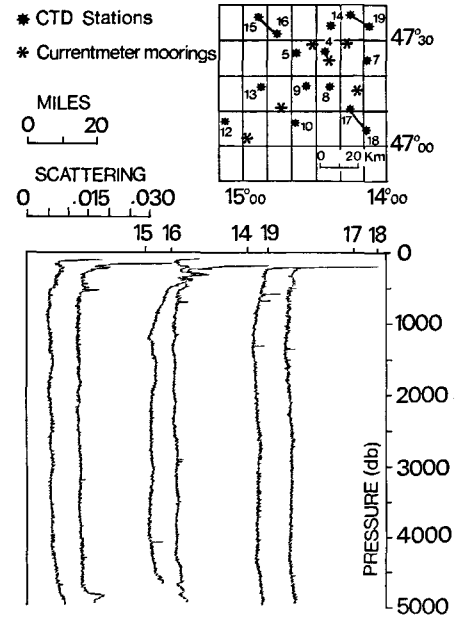 ✷ CTD Stations
* Currentmeter moorings
MILES
0 20
15 16 14 19
5 4 7
13 9 8 17
12 10 18
47°30
47°00
0 20 Km
15°00 14°00
SCATTERING
0 .015 .030
15 16 14 19 17 18
0
1000
2000
3000
4000
5000
PRESSURE (db)